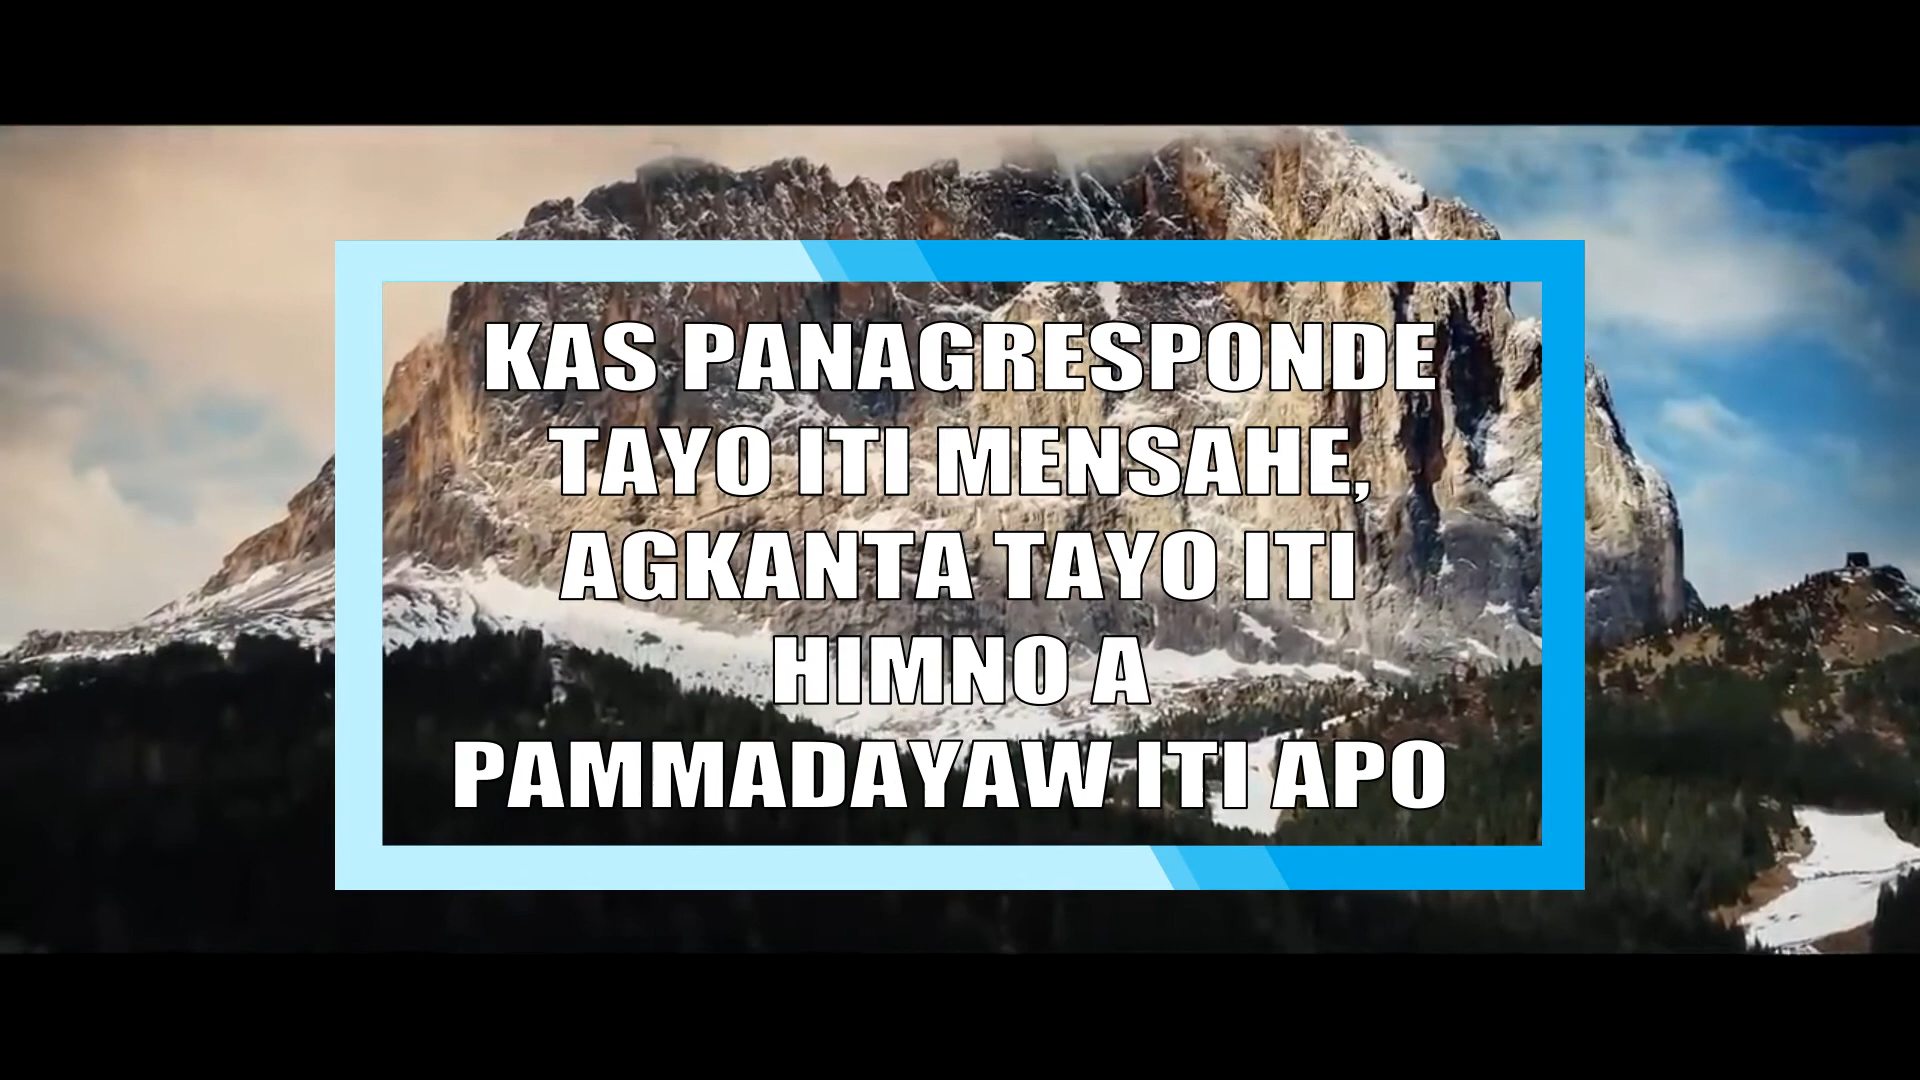 KAS PANAGRESPONDE
TAYO ITI MENSAHE,
AGKANTA TAYO ITI
HIMNO A
PAMMADAYAW ITI APO